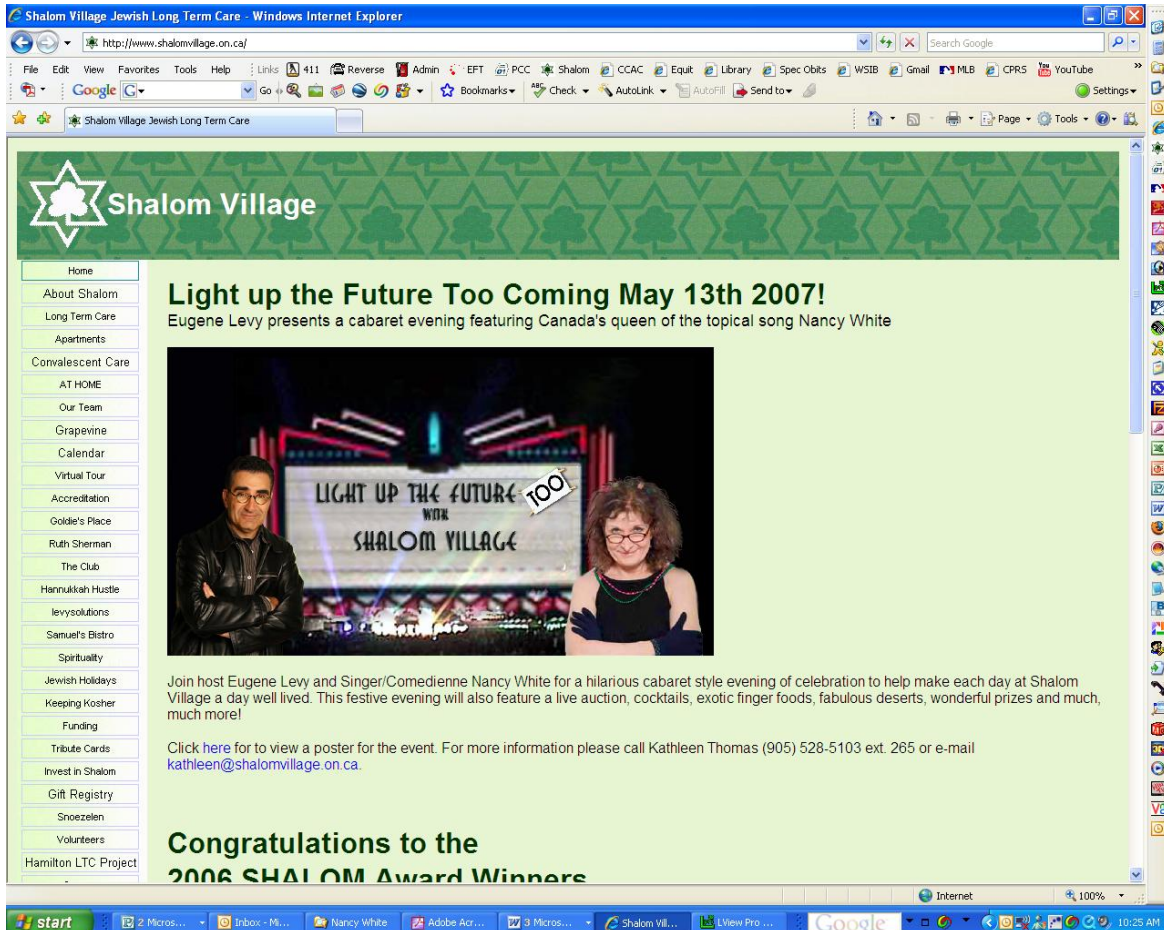 Shalom Village Jewish Long Term Care - Windows Internet Explorer
http://www.shalomvillage.on.ca/
Search Google
File Edit View Favorites Tools Help
Links 411 Reverse Admin EFT PCC Shalom CCAC Equit Library Spec Obits WSIB Gmail MLB CPRS YouTube
Google G Go Bookmarks Check AutoLink AutoFill Send to Settings
Shalom Village Jewish Long Term Care
Page Tools
Shalom Village
Home
About Shalom
Long Term Care
Apartments
Convalescent Care
AT HOME
Our Team
Grapevine
Calendar
Virtual Tour
Accreditation
Goldie's Place
Ruth Sherman
The Club
Hannukkah Hustle
levysolutions
Samuel's Bistro
Spirituality
Jewish Holidays
Keeping Kosher
Funding
Tribute Cards
Invest in Shalom
Gift Registry
Snoezelen
Volunteers
Hamilton LTC Project
Light up the Future Too Coming May 13th 2007!
Eugene Levy presents a cabaret evening featuring Canada's queen of the topical song Nancy White
LIGHT UP THE FUTURE TOO
WITH
SHALOM VILLAGE
Join host Eugene Levy and Singer/Comedienne Nancy White for a hilarious cabaret style evening of celebration to help make each day at Shalom
Village a day well lived. This festive evening will also feature a live auction, cocktails, exotic finger foods, fabulous deserts, wonderful prizes and much,
much more!
Click here for to view a poster for the event. For more information please call Kathleen Thomas (905) 528-5103 ext. 265 or e-mail
kathleen@shalomvillage.on.ca.
Congratulations to the
2006 SHALOM Award Winners
Internet 100%
start 2 Micros... Inbox - Mi... Nancy White Adobe Acr... 3 Micros... Shalom Vill... LView Pro ... Google 10:25 AM